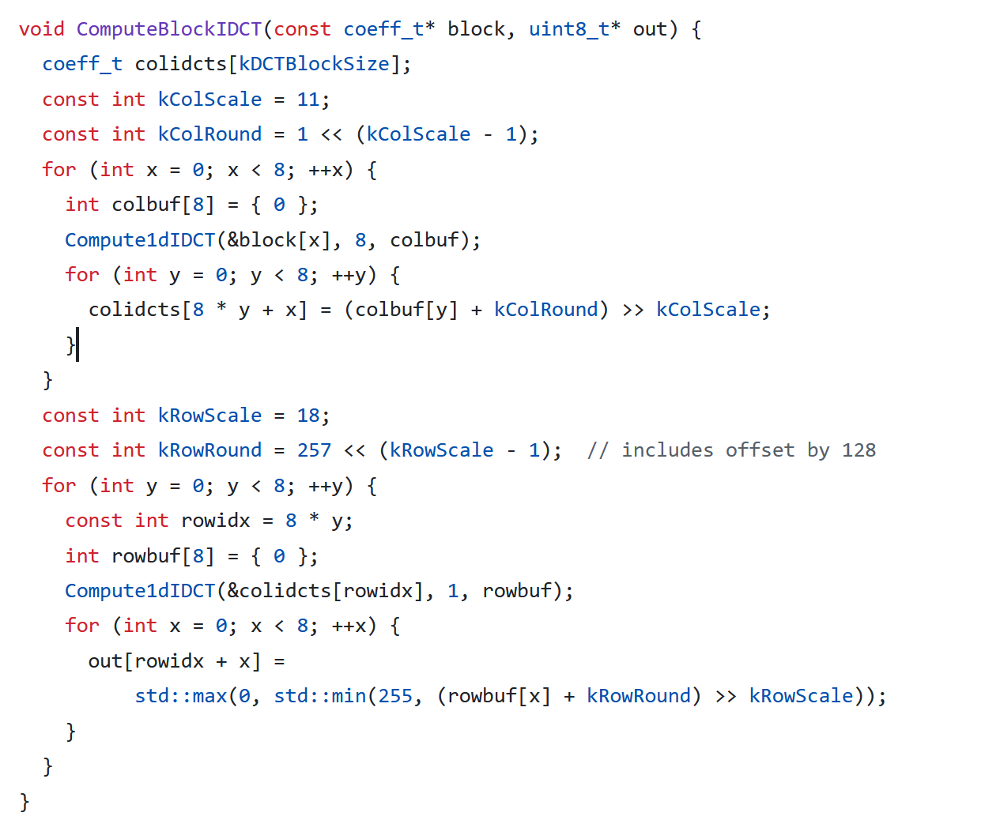 void ComputeBlockIDCT(const coeff_t* block, uint8_t* out) {
  coeff_t colidcts[kDCTBlockSize];
  const int kColScale = 11;
  const int kColRound = 1 << (kColScale - 1);
  for (int x = 0; x < 8; ++x) {
    int colbuf[8] = { 0 };
    Compute1dIDCT(&block[x], 8, colbuf);
    for (int y = 0; y < 8; ++y) {
      colidcts[8 * y + x] = (colbuf[y] + kColRound) >> kColScale;
    }
  }
  const int kRowScale = 18;
  const int kRowRound = 257 << (kRowScale - 1);  // includes offset by 128
  for (int y = 0; y < 8; ++y) {
    const int rowidx = 8 * y;
    int rowbuf[8] = { 0 };
    Compute1dIDCT(&colidcts[rowidx], 1, rowbuf);
    for (int x = 0; x < 8; ++x) {
      out[rowidx + x] =
          std::max(0, std::min(255, (rowbuf[x] + kRowRound) >> kRowScale));
    }
  }
}